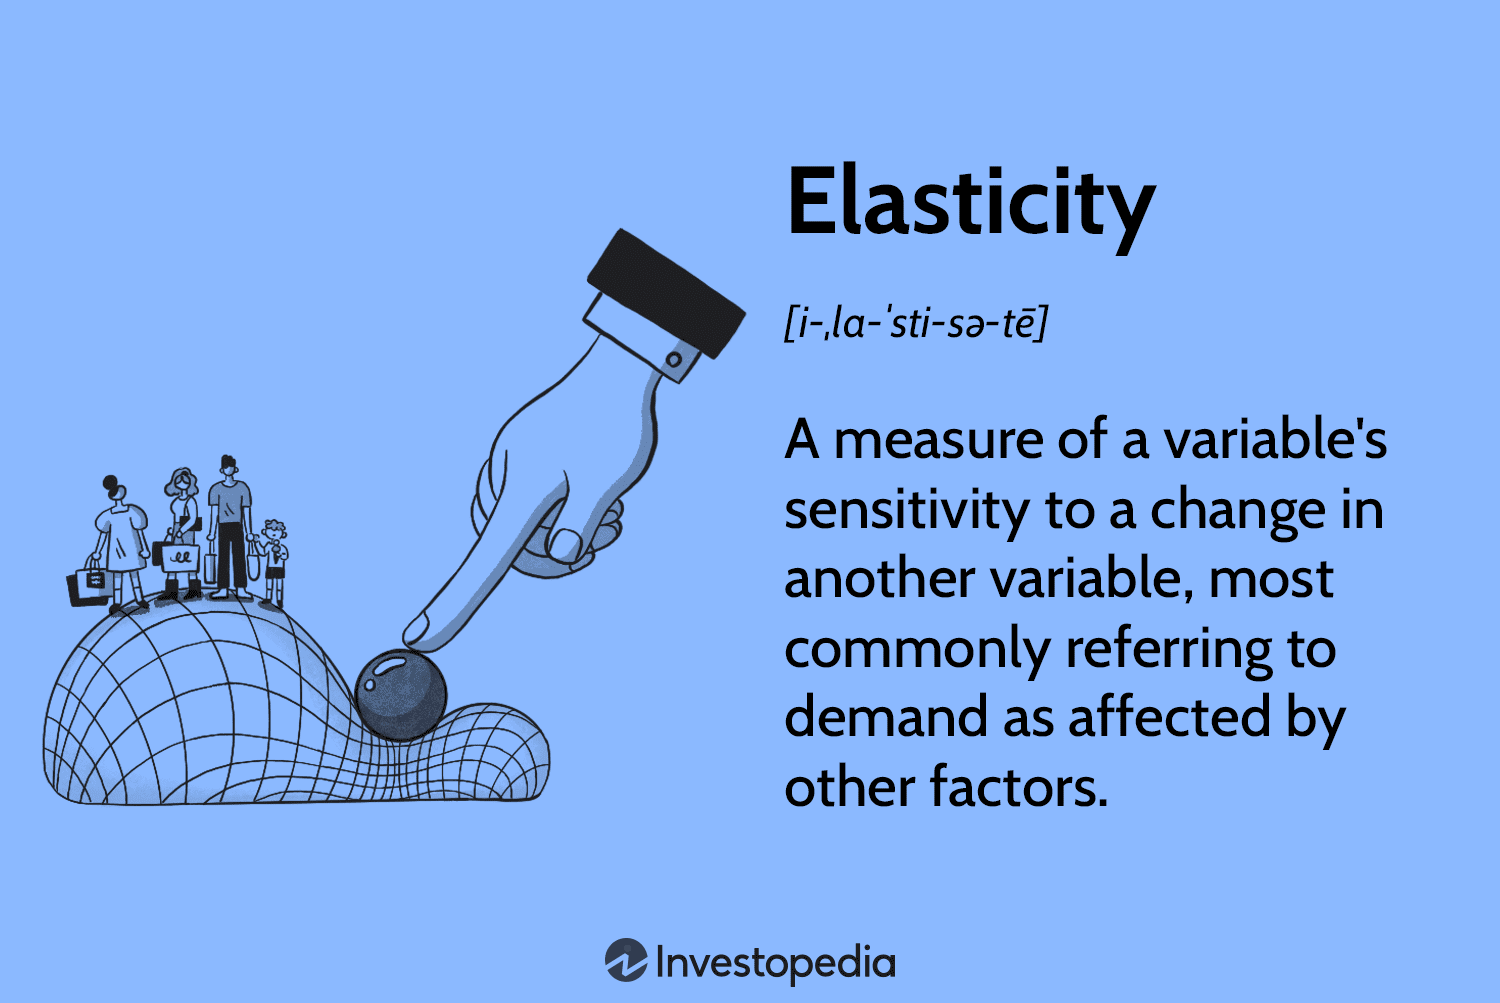 Elasticity
[i-ˌla-ˈsti-sə-tē]
A measure of a variable's
sensitivity to a change in
another variable, most
commonly referring to
demand as affected by
other factors.
Investopedia